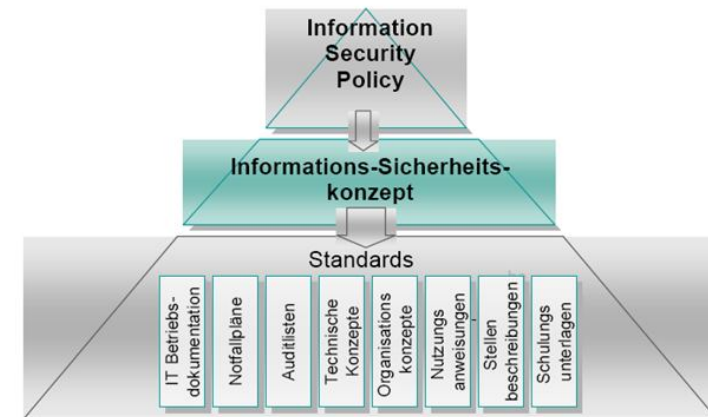 Information
Security
Policy
Informations-Sicherheits-
konzept
Standards
IT Betriebs-
dokumentation
Notfallpläne
Auditlisten
Technische
Konzepte
Organisations
konzepte
Nutzungs
anweisungen
Stellen
beschreibungen
Schulungs
unterlagen